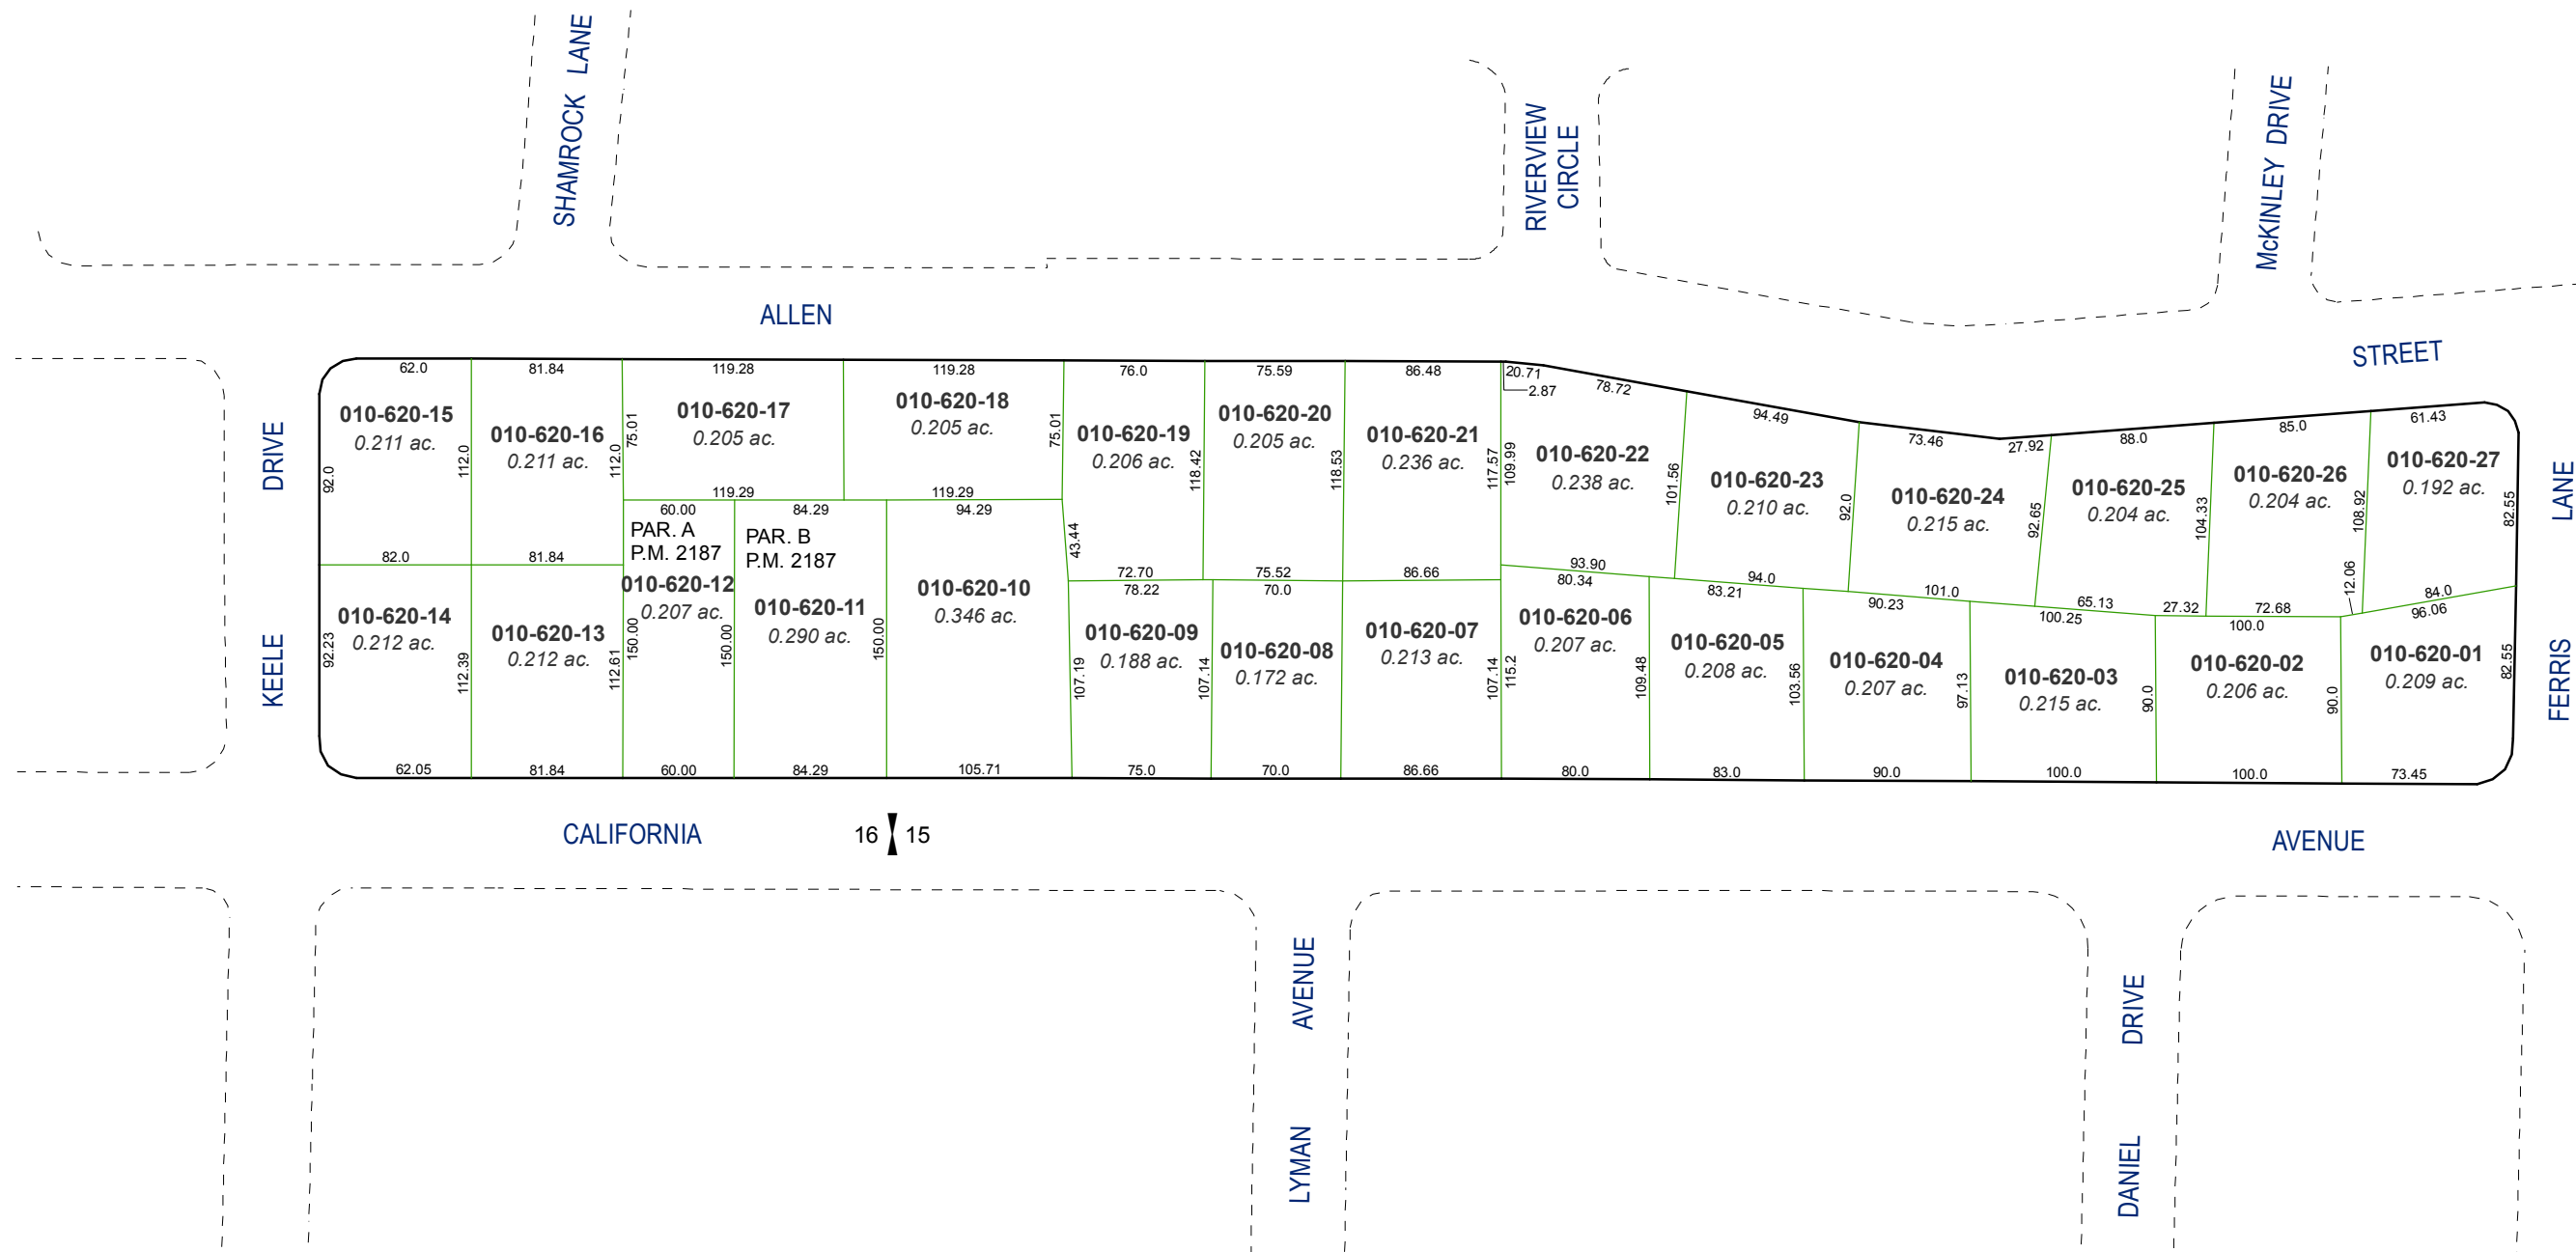 SHAMROCK LANE
RIVERVIEW
CIRCLE
McKINLEY DRIVE
ALLEN
STREET
KEELE DRIVE
FERRIS LANE
62.0
81.84
119.28
119.28
76.0
75.59
86.48
20.71
2.87
78.72
94.49
73.46
27.92
88.0
85.0
61.43
010-620-15
0.211 ac.
92.0
112.0
82.0
010-620-16
0.211 ac.
112.0
81.84
75.01
010-620-17
0.205 ac.
119.29
010-620-18
0.205 ac.
75.01
119.29
010-620-19
0.206 ac.
118.42
43.44
72.70
010-620-20
0.205 ac.
118.53
75.52
010-620-21
0.236 ac.
117.57
86.66
109.99
010-620-22
0.238 ac.
101.56
93.90
010-620-23
0.210 ac.
92.0
94.0
010-620-24
0.215 ac.
92.65
101.0
010-620-25
0.204 ac.
104.33
65.13
27.32
010-620-26
0.204 ac.
108.92
72.68
12.06
010-620-27
0.192 ac.
82.55
84.0
92.23
010-620-14
0.212 ac.
112.39
62.05
010-620-13
0.212 ac.
112.61
81.84
60.00
PAR. A
P.M. 2187
010-620-12
0.207 ac.
150.00
150.00
60.00
84.29
PAR. B
P.M. 2187
010-620-11
0.290 ac.
150.00
84.29
94.29
010-620-10
0.346 ac.
105.71
78.22
010-620-09
0.188 ac.
107.19
107.14
75.0
70.0
010-620-08
0.172 ac.
70.0
010-620-07
0.213 ac.
107.14
86.66
80.34
010-620-06
0.207 ac.
115.2
109.48
80.0
83.21
010-620-05
0.208 ac.
103.56
83.0
90.23
010-620-04
0.207 ac.
97.13
90.0
100.25
010-620-03
0.215 ac.
90.0
100.0
100.0
010-620-02
0.206 ac.
90.0
100.0
96.06
010-620-01
0.209 ac.
82.55
73.45
CALIFORNIA
16 15
AVENUE
LYMAN AVENUE
DANIEL DRIVE